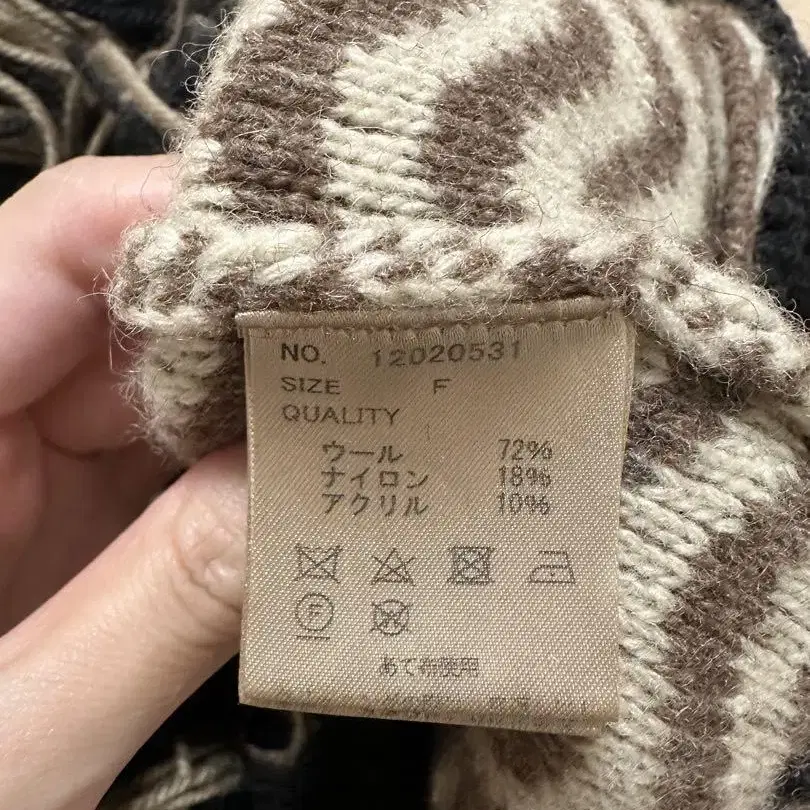 NO. 12020531
SIZE F
QUALITY
ウール 72%
ナイロン 18%
アクリル 10%
F
W
あて布使用